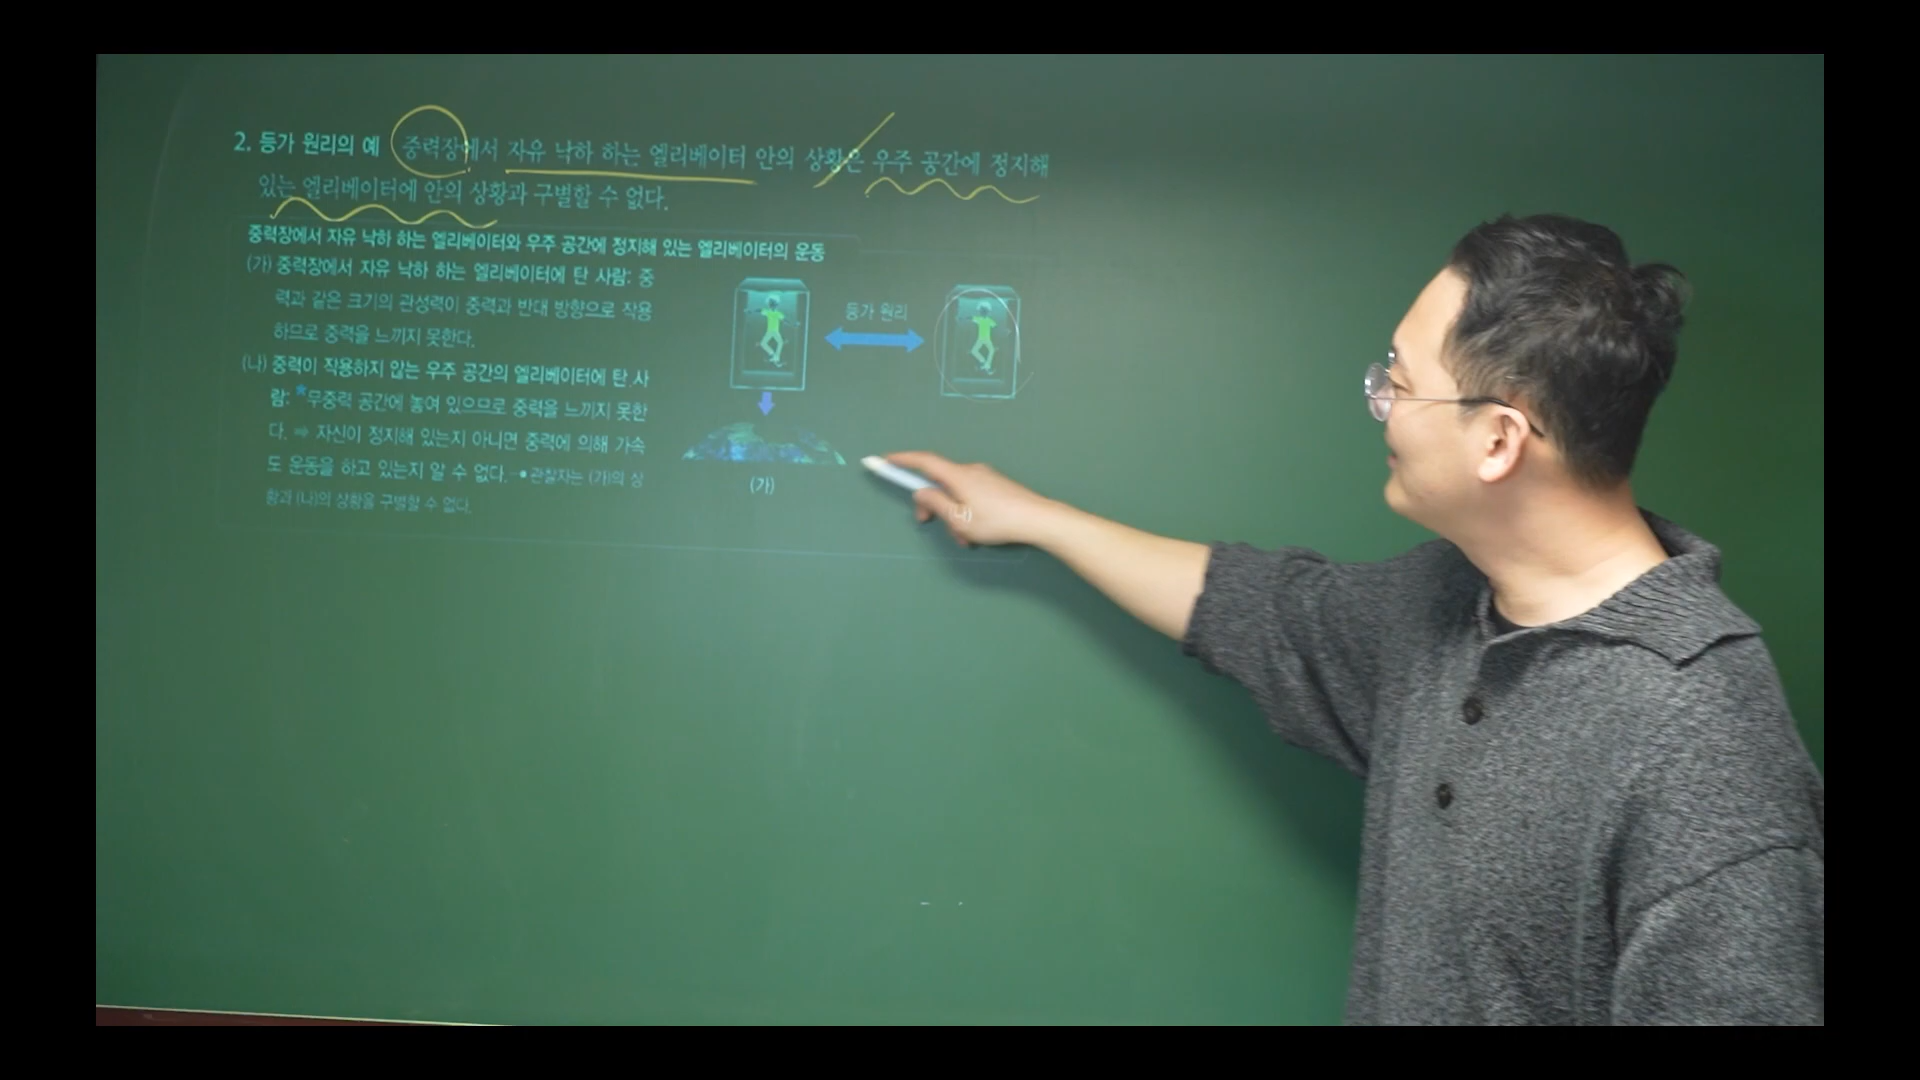 2. 등가 원리의 예 중력장에서 자유 낙하 하는 엘리베이터 안의 상황은 우주 공간에 정지해
있는 엘리베이터에 안의 상황과 구별할 수 없다.
중력장에서 자유 낙하 하는 엘리베이터와 우주 공간에 정지해 있는 엘리베이터의 운동
(가) 중력장에서 자유 낙하 하는 엘리베이터에 탄 사람: 중
력과 같은 크기의 관성력이 중력과 반대 방향으로 작용
하므로 중력을 느끼지 못한다.
(나) 중력이 작용하지 않는 우주 공간의 엘리베이터에 탄 사
람: *무중력 공간에 놓여 있으므로 중력을 느끼지 못한
다. ⇒ 자신이 정지해 있는지 아니면 중력에 의해 가속
도 운동을 하고 있는지 알 수 없다. 관찰자는 (가)의 상
황과 (나)의 상황을 구별할 수 없다.
등가 원리
(가)
(나)